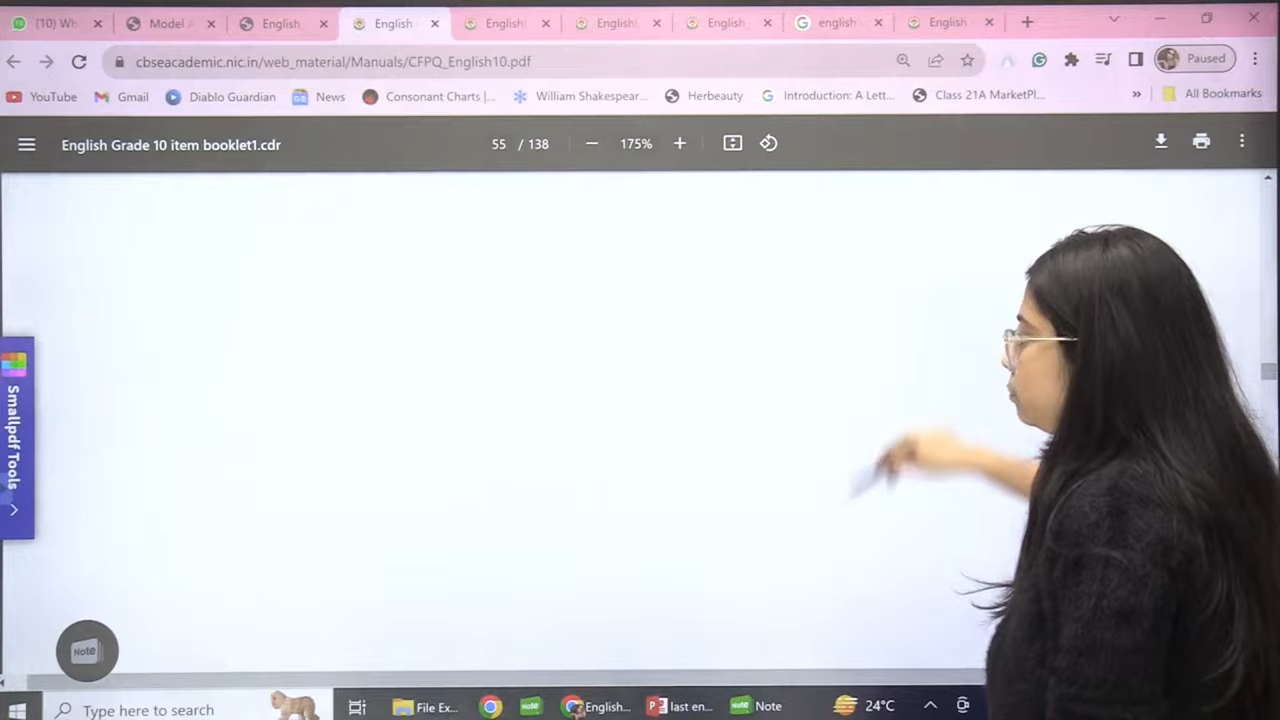 (10) Wh
Model A
English
English
English
English
English
english
English
cbseacademic.nic.in/web_material/Manuals/CFPQ_English10.pdf
Paused
YouTube
Gmail
Diablo Guardian
News
Consonant Charts |...
William Shakespear...
Herbeauty
Introduction: A Lett...
Class 21A MarketPl...
»
All Bookmarks
English Grade 10 item booklet1.cdr
55 / 138
175%
Smallpdf Tools
Note
Type here to search
File Ex...
English...
last en...
Note
24°C